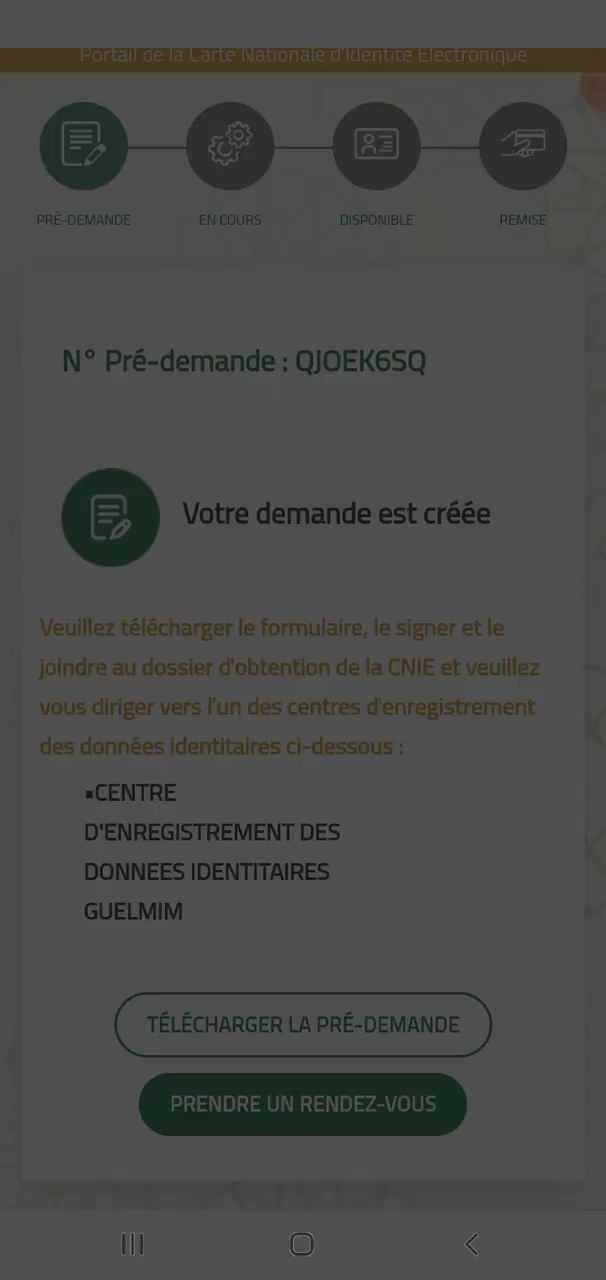 Portail de la Carte Nationale d'Identité Electronique
PRÉ-DEMANDE
EN COURS
DISPONIBLE
REMISE
N° Pré-demande : QJOEK6SQ
Votre demande est créée
Veuillez télécharger le formulaire, le signer et le
joindre au dossier d'obtention de la CNIE et veuillez
vous diriger vers l'un des centres d'enregistrement
des données identitaires ci-dessous :
▪CENTRE
D'ENREGISTREMENT DES
DONNEES IDENTITAIRES
GUELMIM
TÉLÉCHARGER LA PRÉ-DEMANDE
PRENDRE UN RENDEZ-VOUS